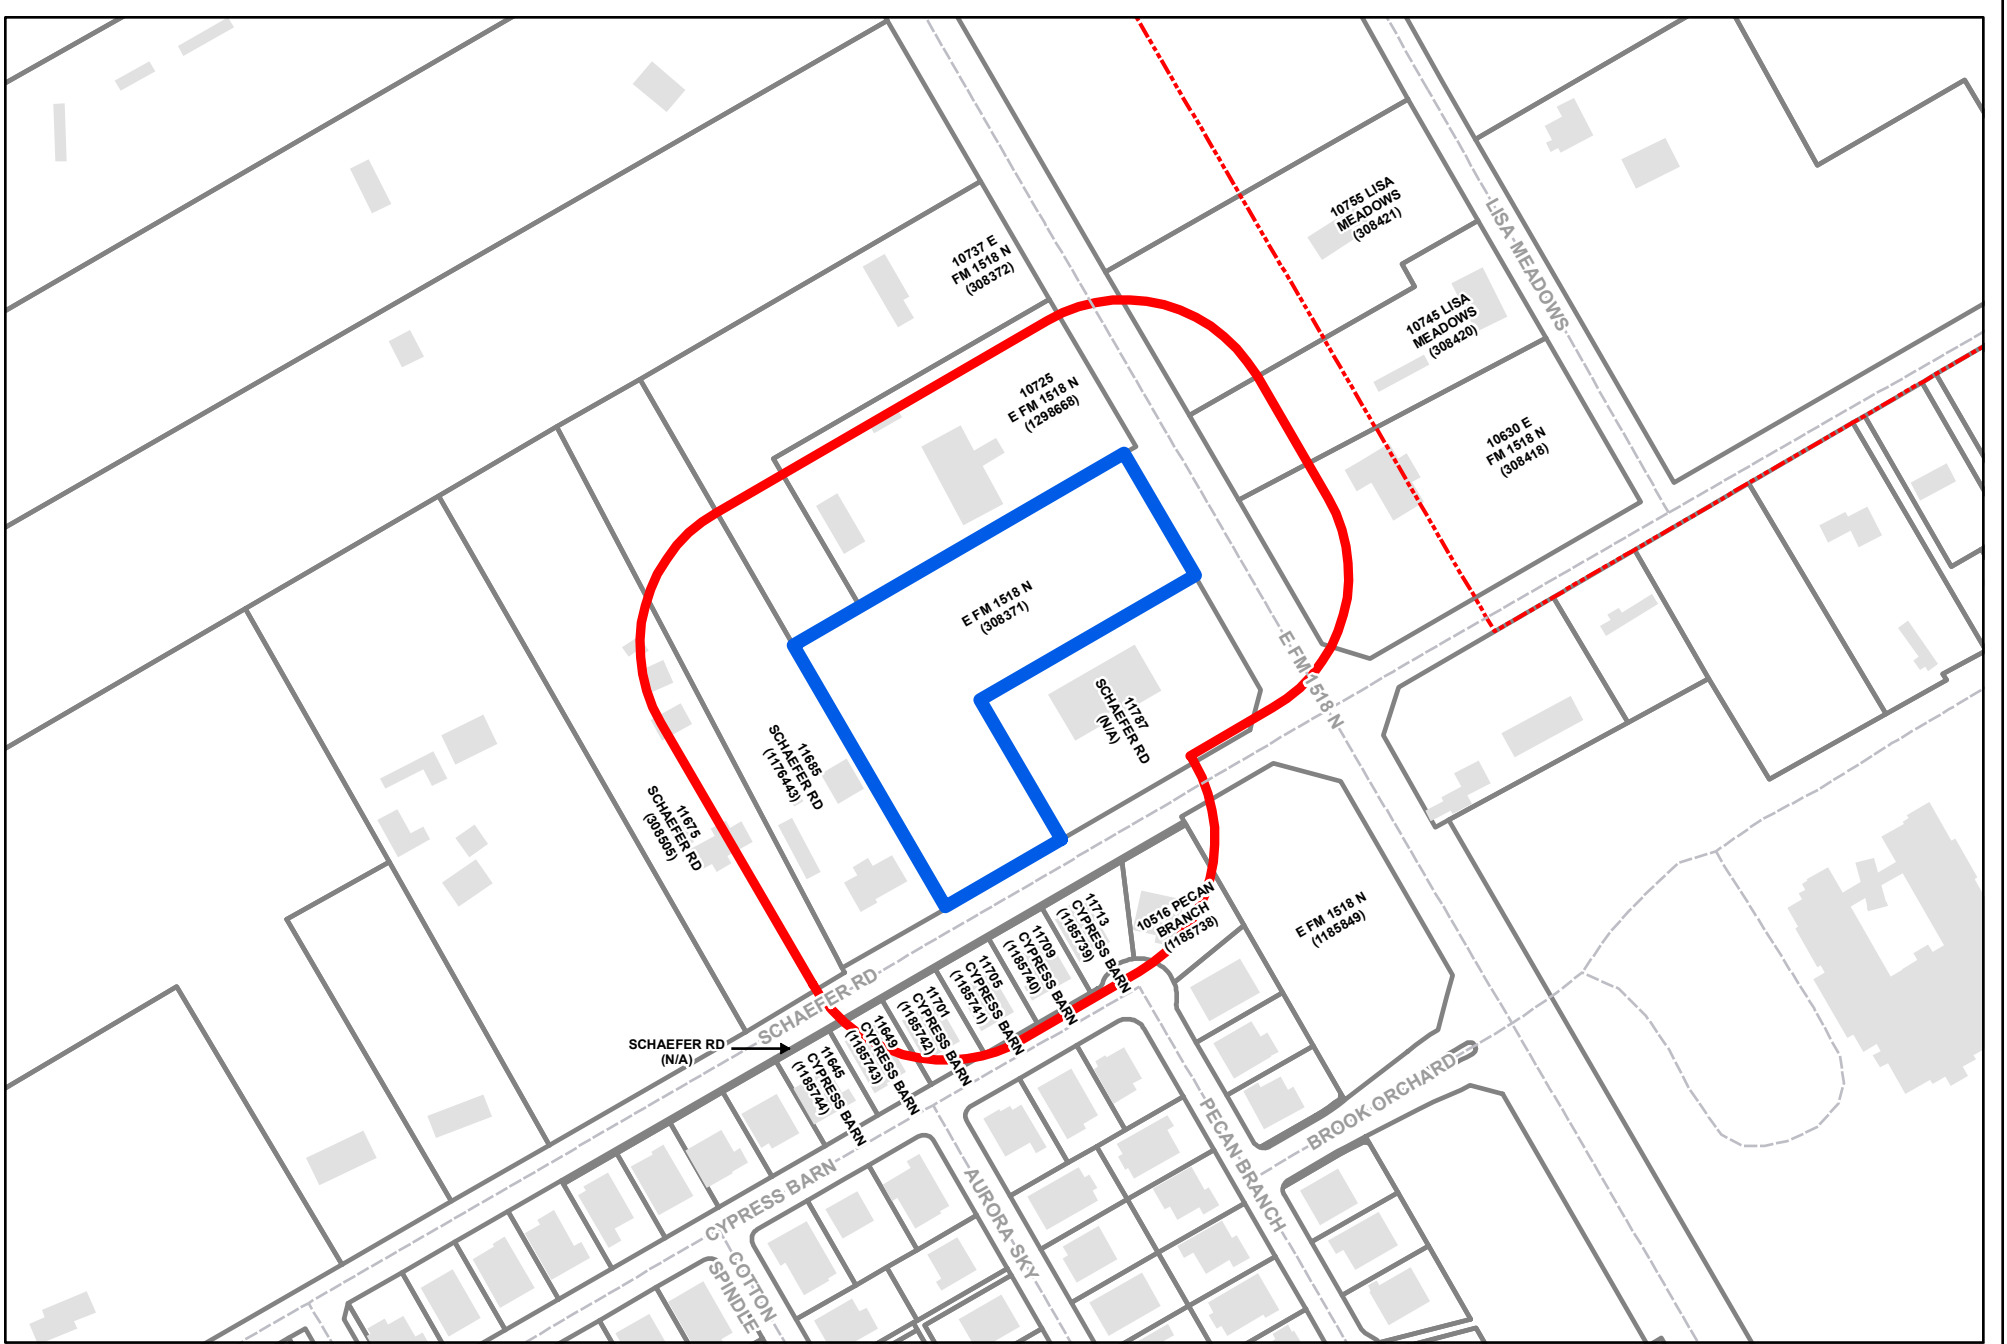 10755 LISA
MEADOWS
(308421)
LISA MEADOWS
10737 E
FM 1518 N
(308372)
10745 LISA
MEADOWS
(308420)
10725
E FM 1518 N
(1298668)
10630 E
FM 1518 N
(308418)
E FM 1518 N
(308371)
E FM 1518 N
11787
SCHAEFER RD
(N/A)
11685
SCHAEFER RD
(1176443)
11675
SCHAEFER RD
(308505)
10516 PECAN
BRANCH
(1185738)
E FM 1518 N
(1185849)
11713
CYPRESS BARN
(1185739)
11709
CYPRESS BARN
(1185740)
11705
CYPRESS BARN
(1185741)
11701
CYPRESS BARN
(1185742)
11649
CYPRESS BARN
(1185743)
11645
CYPRESS BARN
(1185744)
SCHAEFER RD
SCHAEFER RD
(N/A)
BROOK ORCHARD
PECAN BRANCH
CYPRESS BARN
AURORA SKY
COTTON
SPINDLE